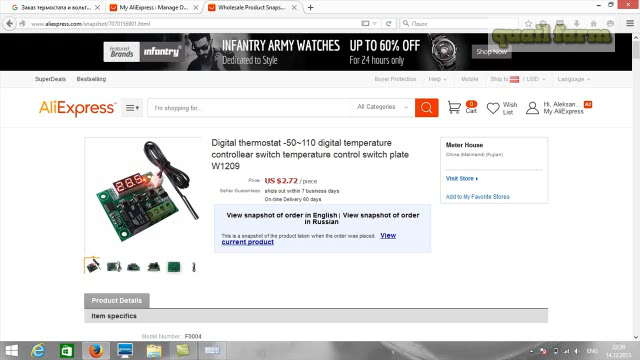 Заказ термостата и вольт
My AliExpress : Manage O...
Wholesale Product Snaps...
www.aliexpress.com/snapshot/7070156901.html
Поиск
quail farm
Featured Brands
infantry
INFANTRY ARMY WATCHES
Dedicated to Style
UP TO 60% OFF
For 24 hours only
Shop Now
SuperDeals
Bestselling
Buyer Protection
Help
Mobile
Ship to / USD
Language
AliExpress
I'm shopping for...
All Categories
0
Cart
Wish List
Hi, Aleksan...
My AliExpress
Digital thermostat -50~110 digital temperature
controllear switch temperature control switch plate
W1209
Price: US $2.72 / piece
Seller Guarantees: ships out within 7 business days
On-time Delivery 60 days
View snapshot of order in English| View snapshot of order
in Russian
This is a snapshot of the product taken when the order was placed. View
current product
Meter House
China (Mainland) (Fujian)
Visit Store
Add to My Favorite Stores
Product Details
Item specifics
Model Number F0004
ENG
22:39
14.12.2015